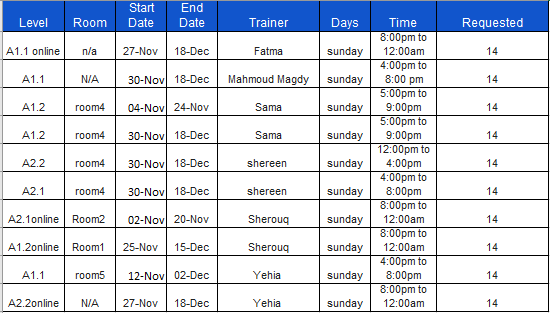 Level Room Start Date End Date Trainer Days Time Requested
A1.1 online n/a 27-Nov 18-Dec Fatma sunday 8:00pm to 12:00am 14
A1.1 N/A 30-Nov 18-Dec Mahmoud Magdy sunday 4:00pm to 8:00 pm 14
A1.2 room4 04-Nov 24-Nov Sama sunday 5:00pm to 9:00pm 14
A1.2 room4 30-Nov 18-Dec Sama sunday 5:00pm to 9:00pm 14
A2.2 room4 30-Nov 18-Dec shereen sunday 12:00pm to 4:00pm 14
A2.1 room4 30-Nov 18-Dec shereen sunday 4:00pm to 8:00pm 14
A2.1online Room2 02-Nov 20-Nov Sherouq sunday 8:00pm to 12:00am 14
A1.2online Room1 25-Nov 15-Dec Sherouq sunday 8:00pm to 12:00am 14
A1.1 room5 12-Nov 02-Dec Yehia sunday 4:00pm to 8:00pm 14
A2.2online N/A 27-Nov 18-Dec Yehia sunday 8:00pm to 12:00am 14